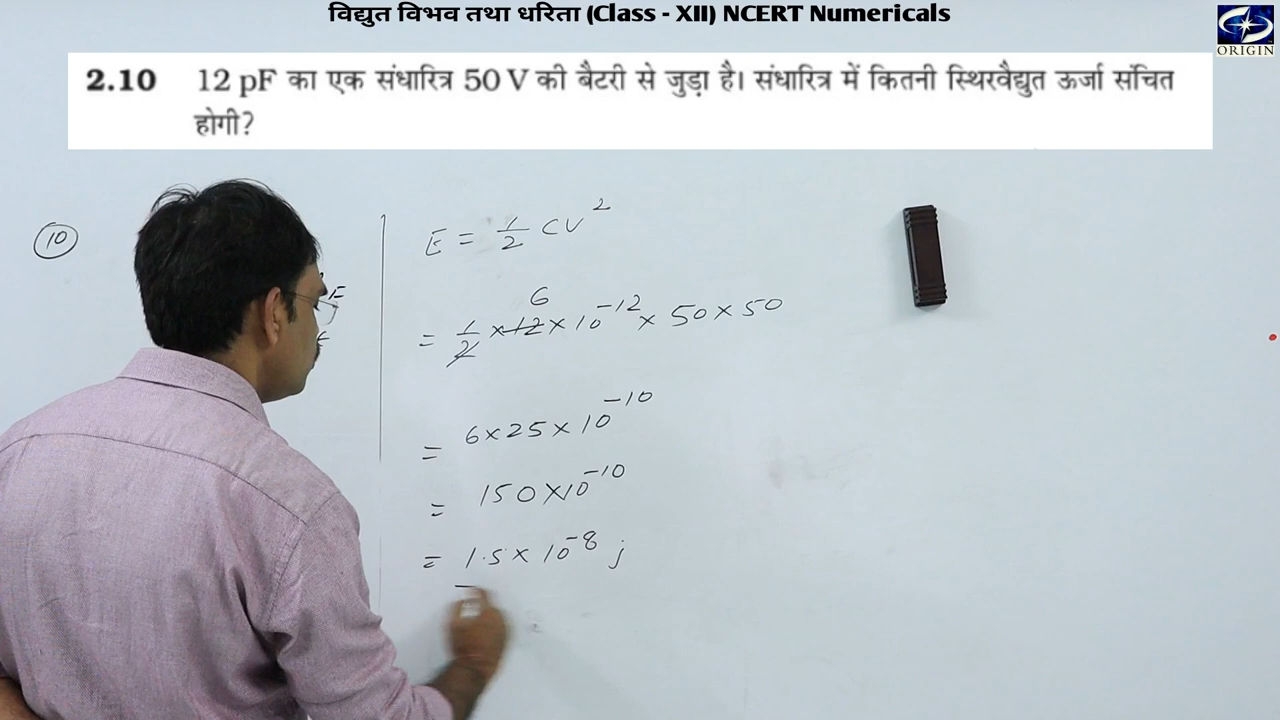 विद्युत विभव तथा धरिता (Class - XII) NCERT Numericals
ORIGIN
2.10 12 pF का एक संधारित्र 50 V की बैटरी से जुड़ा है। संधारित्र में कितनी स्थिरवैद्युत ऊर्जा संचित
होगी?
10
E = 1/2 CV²
= 1/2 × 12 × 10⁻¹² × 50 × 50
6
= 6 × 25 × 10⁻¹⁰
= 150 × 10⁻¹⁰
= 1.5 × 10⁻⁸ j